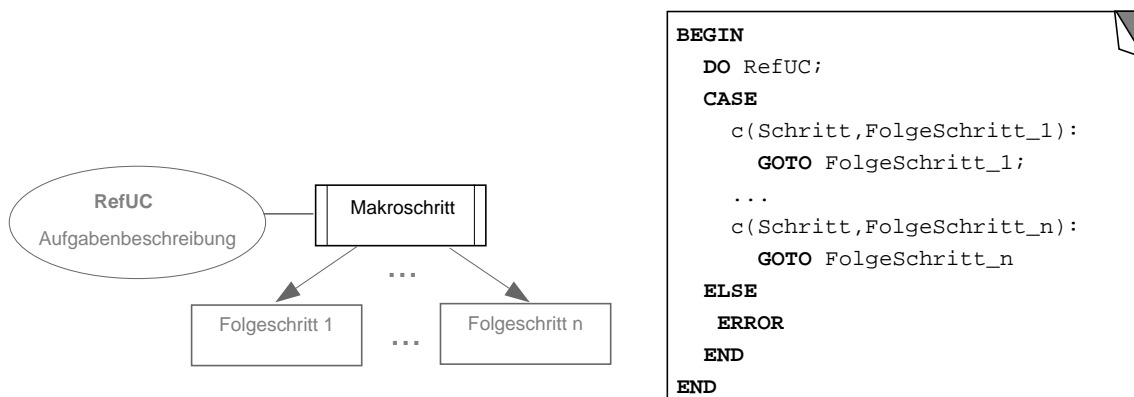 RefUC
Aufgabenbeschreibung
Makroschritt
...
Folgeschritt 1
...
Folgeschritt n
BEGIN
DO RefUC;
CASE
c(Schritt,FolgeSchritt_1):
GOTO FolgeSchritt_1;
...
c(Schritt,FolgeSchritt_n):
GOTO FolgeSchritt_n
ELSE
ERROR
END
END